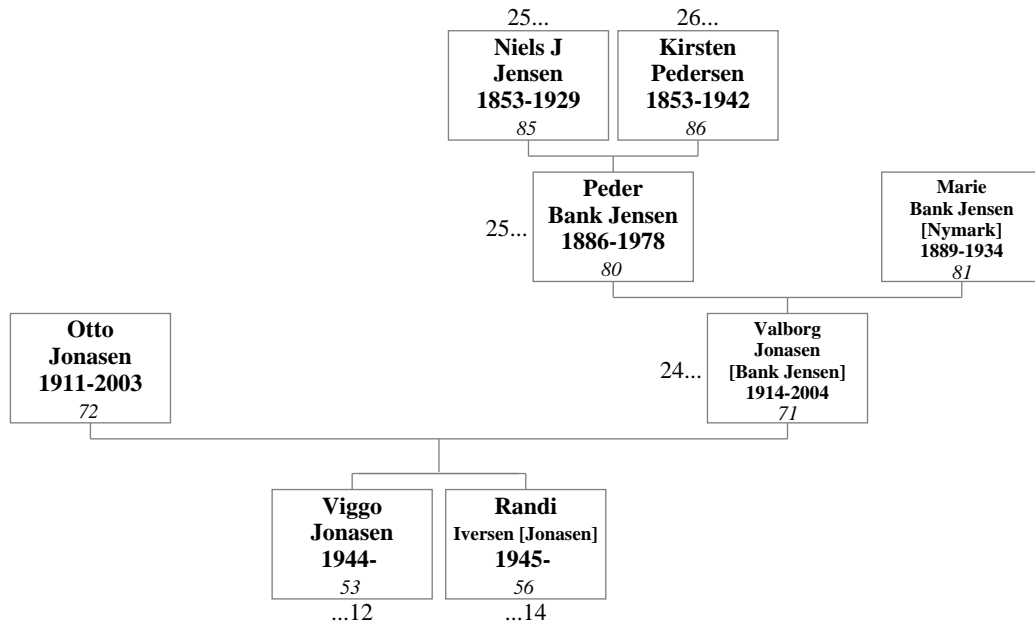 25...
26...
Niels J
Jensen
1853-1929
85
Kirsten
Pedersen
1853-1942
86
25...
Peder
Bank Jensen
1886-1978
80
Marie
Bank Jensen
[Nymark]
1889-1934
81
Otto
Jonasen
1911-2003
72
24...
Valborg
Jonasen
[Bank Jensen]
1914-2004
71
Viggo
Jonasen
1944-
53
...12
Randi
Iversen [Jonasen]
1945-
56
...14